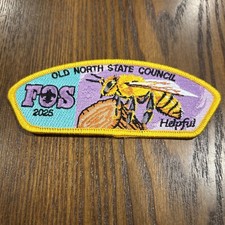 OLD NORTH STATE COUNCIL
FOS
2025
Helpful